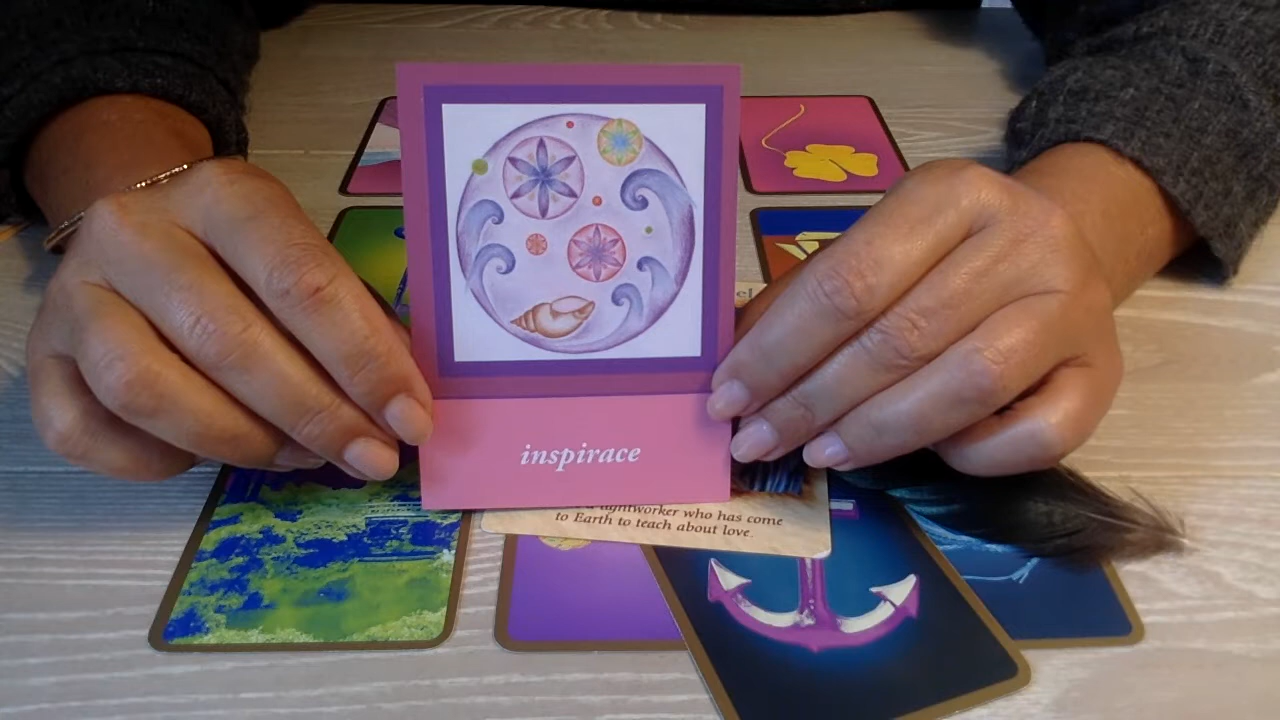 inspirace
lightworker who has come
to Earth to teach about love.